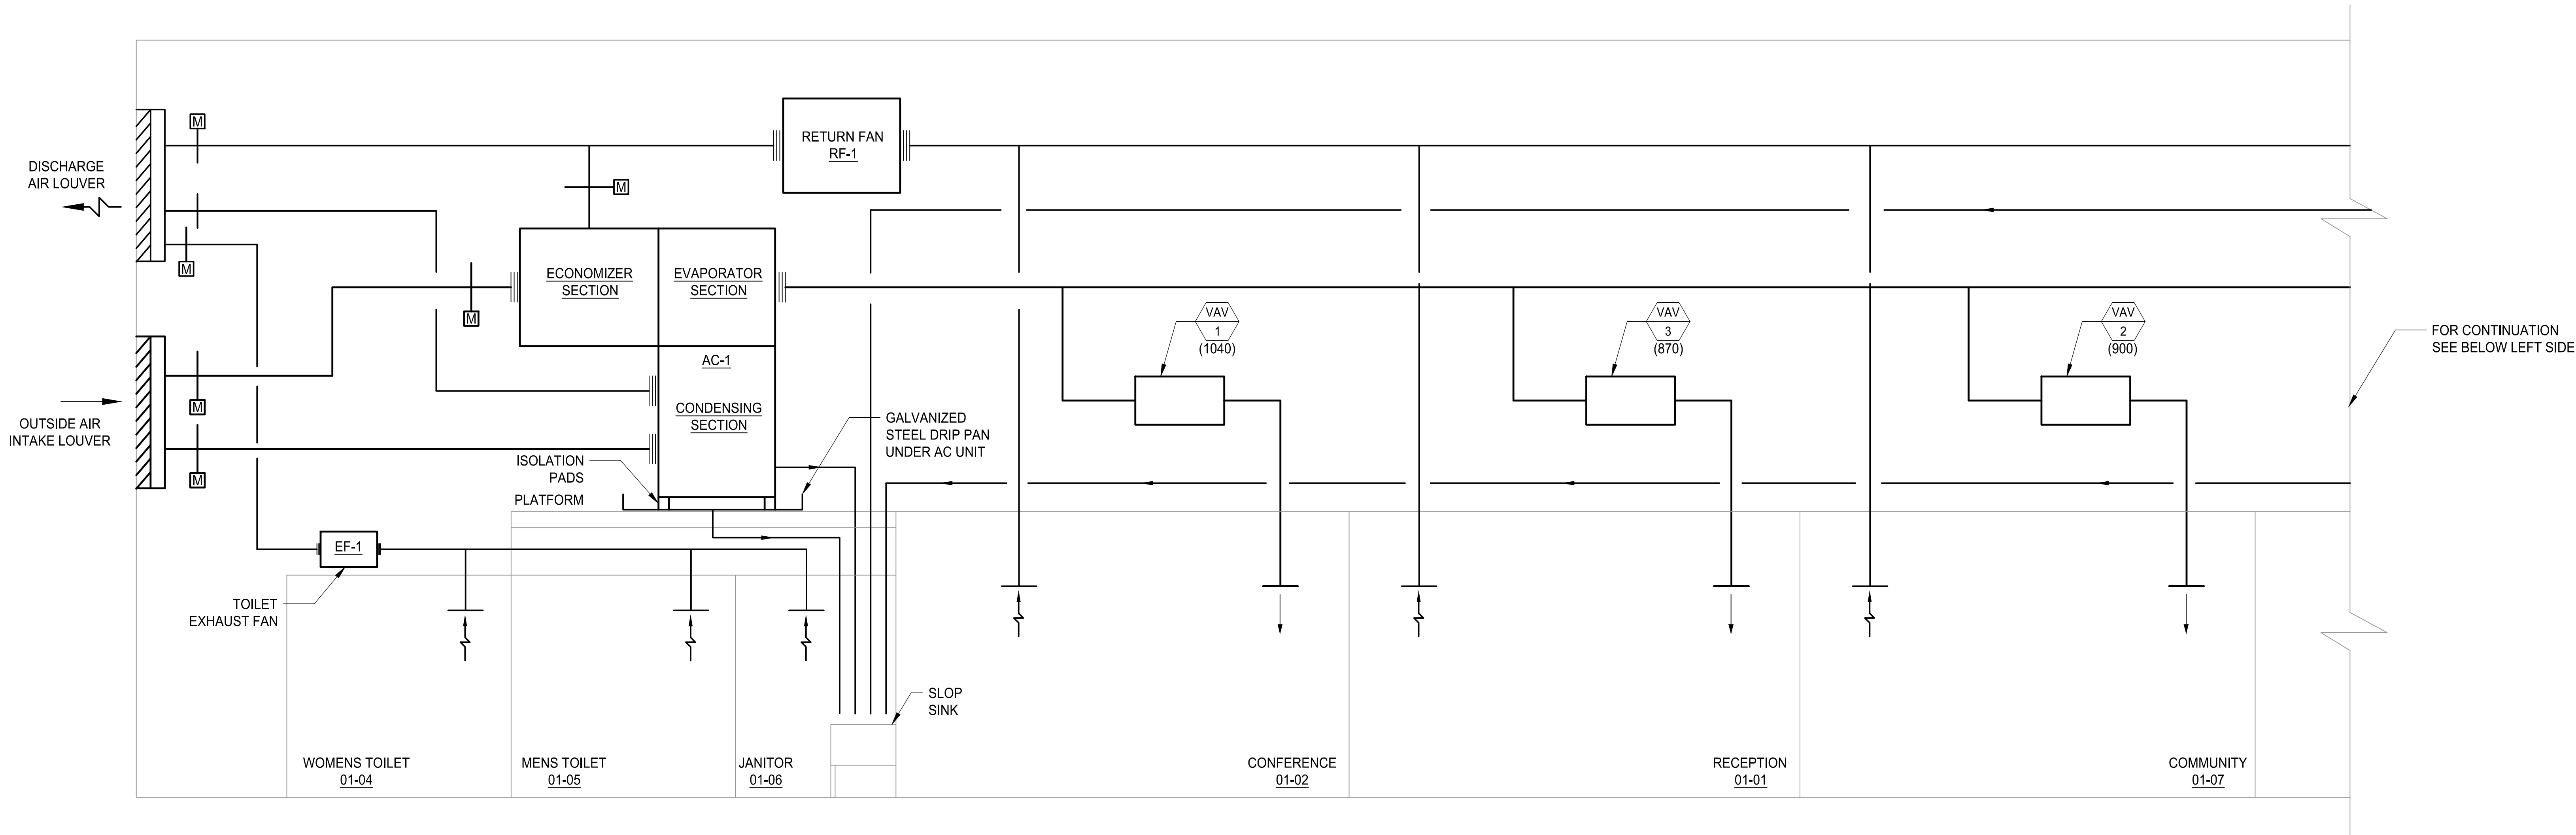 M
RETURN FAN
RF-1
DISCHARGE
AIR LOUVER
M
M
ECONOMIZER
SECTION
EVAPORATOR
SECTION
M
VAV
1
(1040)
VAV
3
(870)
VAV
2
(900)
FOR CONTINUATION
SEE BELOW LEFT SIDE
AC-1
M
OUTSIDE AIR
INTAKE LOUVER
CONDENSING
SECTION
GALVANIZED
STEEL DRIP PAN
UNDER AC UNIT
M
ISOLATION
PADS
PLATFORM
EF-1
TOILET
EXHAUST FAN
SLOP
SINK
WOMENS TOILET
01-04
MENS TOILET
01-05
JANITOR
01-06
CONFERENCE
01-02
RECEPTION
01-01
COMMUNITY
01-07